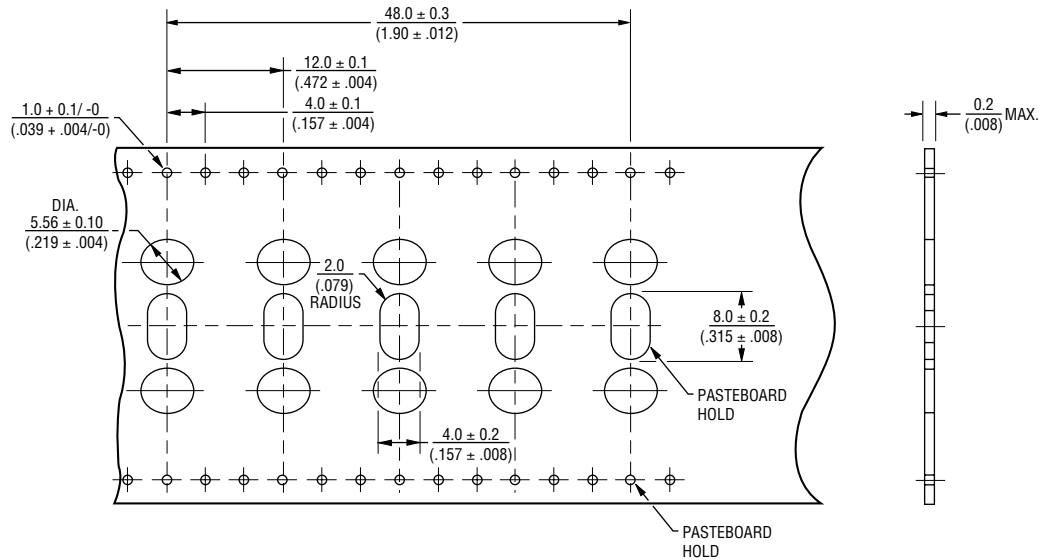 48.0 ± 0.3
(1.90 ± .012)
12.0 ± 0.1
(.472 ± .004)
4.0 ± 0.1
(.157 ± .004)
1.0 + 0.1/ -0
(.039 + .004/-0)
0.2
(.008)
MAX.
DIA.
5.56 ± 0.10
(.219 ± .004)
2.0
(.079)
RADIUS
8.0 ± 0.2
(.315 ± .008)
PASTEBOARD
HOLD
4.0 ± 0.2
(.157 ± .008)
PASTEBOARD
HOLD